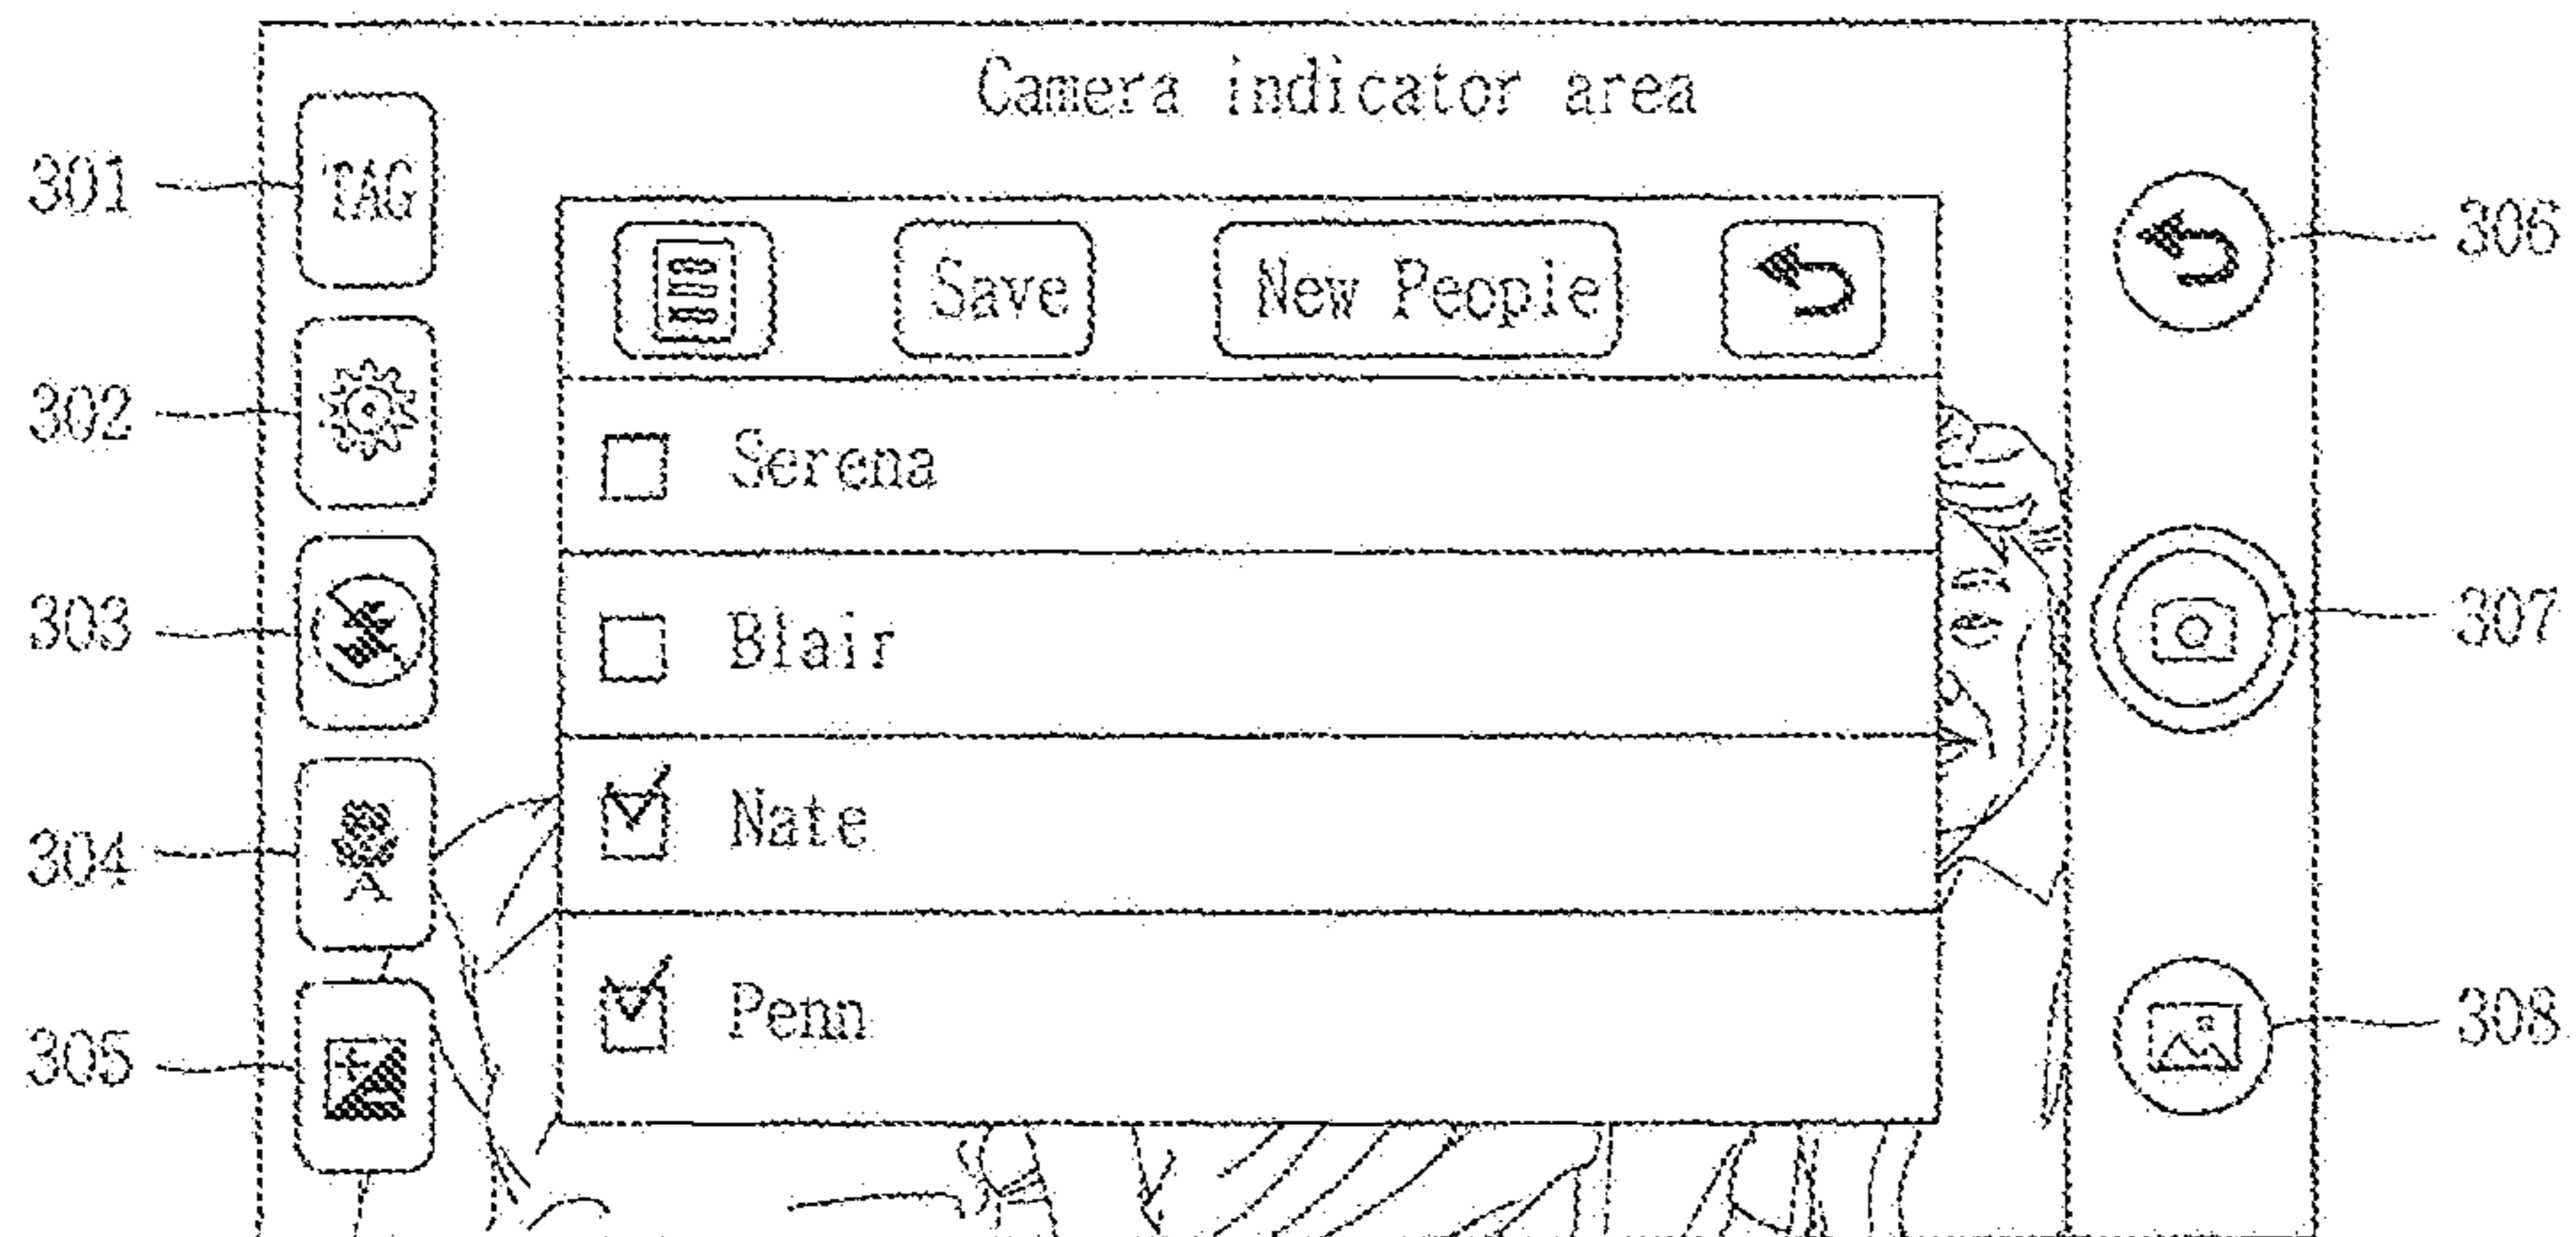 Camera indicator area
301
TAG
306
Save
New People
302
Serena
303
Blair
307
304
A
Nate
305
Penn
308